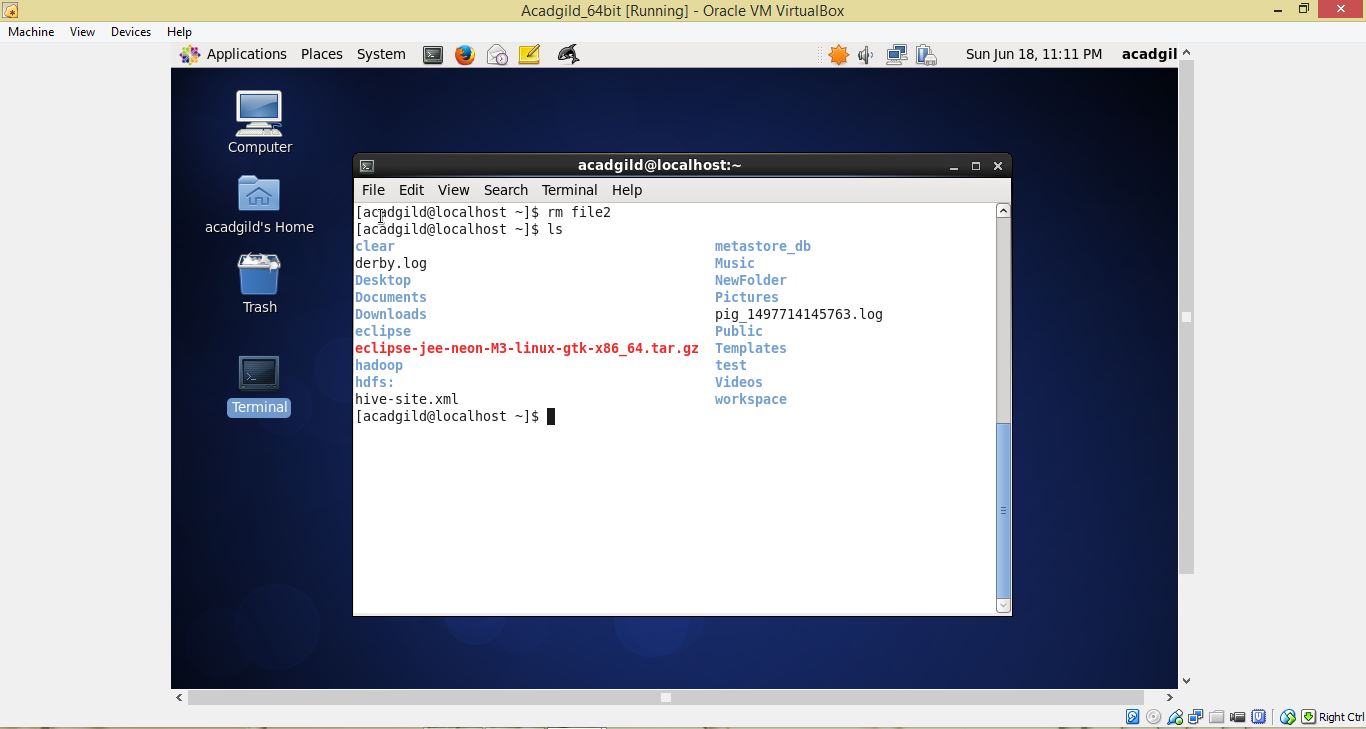 Acadgild_64bit [Running] - Oracle VM VirtualBox
Machine View Devices Help
Applications Places System Sun Jun 18, 11:11 PM acadgil
Computer
acadgild's Home
Trash
Terminal
acadgild@localhost:~
File Edit View Search Terminal Help
[acadgild@localhost ~]$ rm file2
[acadgild@localhost ~]$ ls
clear metastore_db
derby.log Music
Desktop NewFolder
Documents Pictures
Downloads pig_1497714145763.log
eclipse Public
eclipse-jee-neon-M3-linux-gtk-x86_64.tar.gz Templates
hadoop test
hdfs: Videos
hive-site.xml workspace
[acadgild@localhost ~]$
Right Ctrl